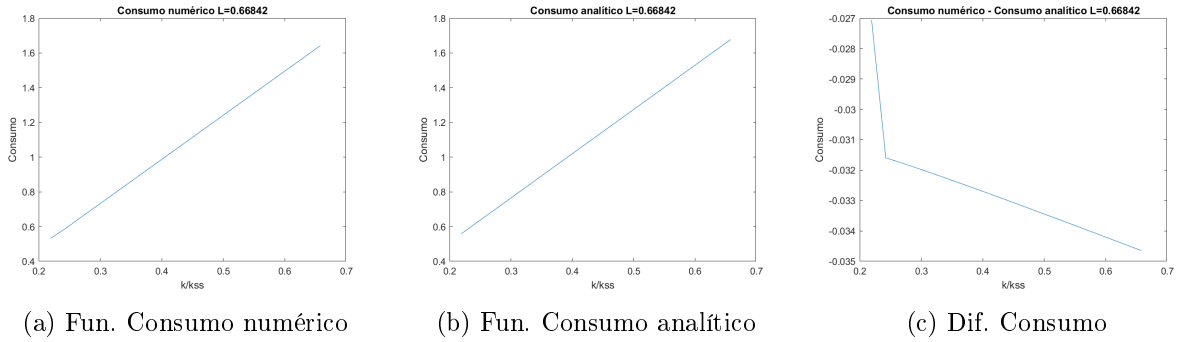 Consumo numérico L=0.66842
1.8
1.6
1.4
1.2
1
0.8
0.6
0.4
Consumo
0.2 0.3 0.4 0.5 0.6 0.7
k/kss
(a) Fun. Consumo numérico
Consumo analítico L=0.66842
1.8
1.6
1.4
1.2
1
0.8
0.6
0.4
Consumo
0.2 0.3 0.4 0.5 0.6 0.7
k/kss
(b) Fun. Consumo analítico
Consumo numérico - Consumo analítico L=0.66842
-0.027
-0.028
-0.029
-0.03
-0.031
-0.032
-0.033
-0.034
-0.035
Consumo
0.2 0.3 0.4 0.5 0.6 0.7
k/kss
(c) Dif. Consumo